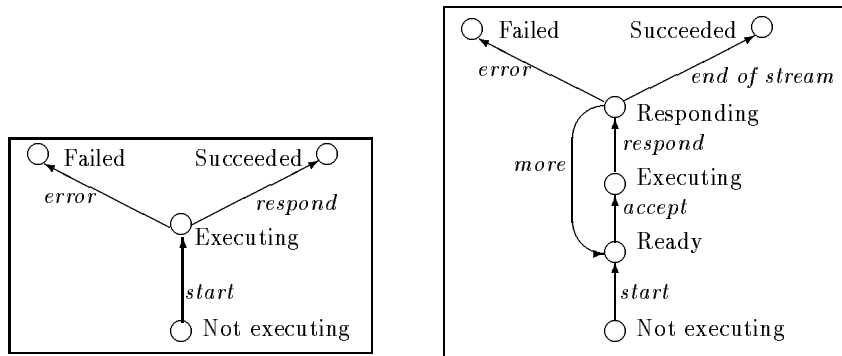 Failed Succeeded
error respond
Executing
start
Not executing
Failed Succeeded
error end of stream
Responding
respond
more
Executing
accept
Ready
start
Not executing